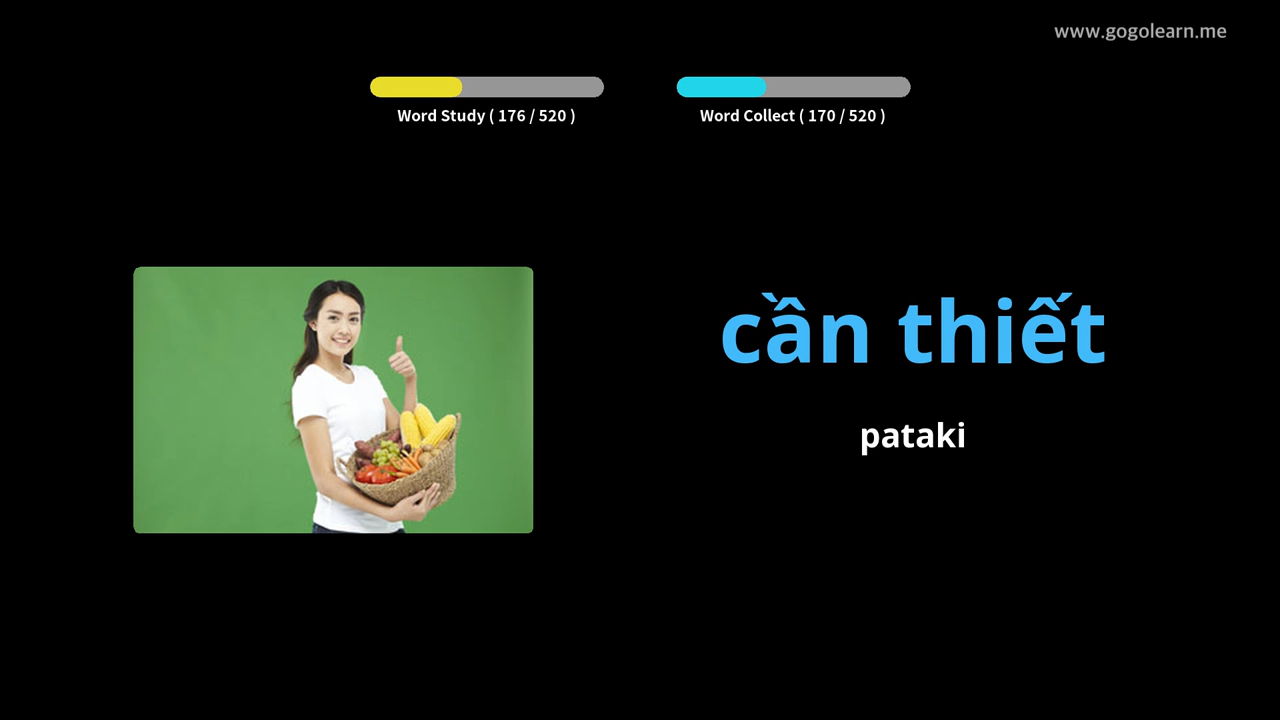 www.gogolearn.me
Word Study ( 176 / 520 )
Word Collect ( 170 / 520 )
cần thiết
pataki